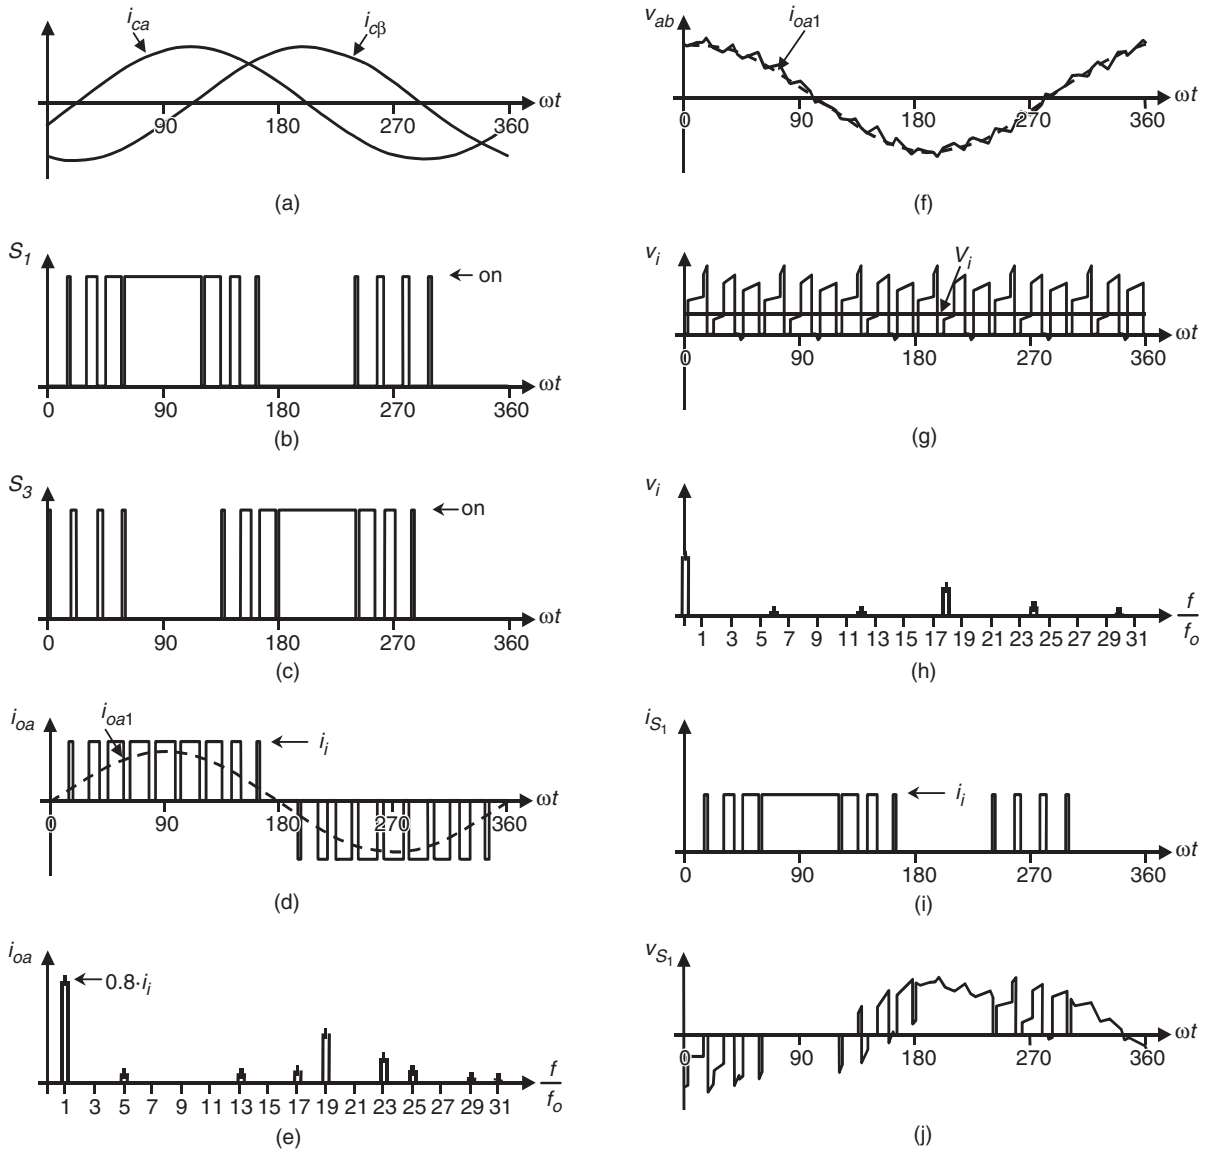 i_ca i_cβ
ωt
90 180 270 360
(a)
S_1
on
ωt
0 90 180 270 360
(b)
S_3
on
ωt
0 90 180 270 360
(c)
i_oa i_oa1
i_i
ωt
0 90 180 270 360
(d)
i_oa
0.8·i_i
f/f_o
1 3 5 7 9 11 13 15 17 19 21 23 25 27 29 31
(e)
v_ab i_oa1
ωt
0 90 180 270 360
(f)
v_i V_i
ωt
0 90 180 270 360
(g)
v_i
f/f_o
1 3 5 7 9 11 13 15 17 19 21 23 25 27 29 31
(h)
i_S1
i_i
ωt
0 90 180 270 360
(i)
v_S1
ωt
0 90 180 270 360
(j)